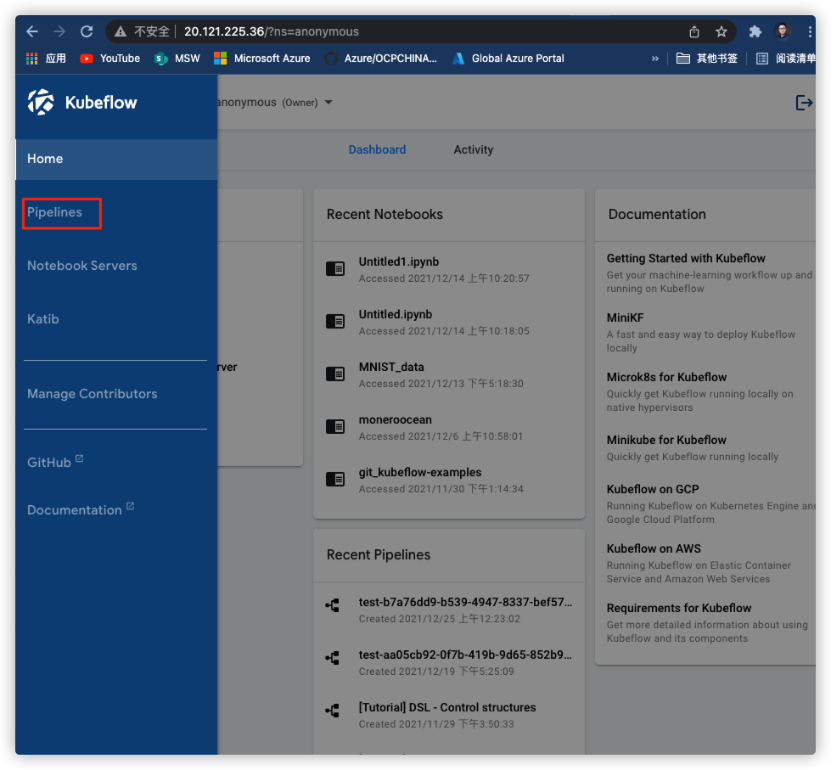 不安全 20.121.225.36/?ns=anonymous
应用 YouTube MSW Microsoft Azure Azure/OCPCHINA... Global Azure Portal » 其他书签 阅读清单
Kubeflow
anonymous (Owner)
Home
Pipelines
Notebook Servers
Katib
Manage Contributors
GitHub
Documentation
Dashboard Activity
rver
Recent Notebooks
Untitled1.ipynb
Accessed 2021/12/14 上午10:20:57
Untitled.ipynb
Accessed 2021/12/14 上午10:18:05
MNIST_data
Accessed 2021/12/13 下午5:18:30
moneroocean
Accessed 2021/12/6 上午10:58:01
git_kubeflow-examples
Accessed 2021/11/30 下午1:14:34
Recent Pipelines
test-b7a76dd9-b539-4947-8337-bef57...
Created 2021/12/25 上午12:23:02
test-aa05cb92-0f7b-419b-9d65-852b9...
Created 2021/12/19 下午5:25:09
[Tutorial] DSL - Control structures
Created 2021/11/29 下午3:50:33
Documentation
Getting Started with Kubeflow
Get your machine-learning workflow up and
running on Kubeflow
MiniKF
A fast and easy way to deploy Kubeflow
locally
Microk8s for Kubeflow
Quickly get Kubeflow running locally on
native hypervisors
Minikube for Kubeflow
Quickly get Kubeflow running locally
Kubeflow on GCP
Running Kubeflow on Kubernetes Engine and
Google Cloud Platform
Kubeflow on AWS
Running Kubeflow on Elastic Container
Service and Amazon Web Services
Requirements for Kubeflow
Get more detailed information about using
Kubeflow and its components